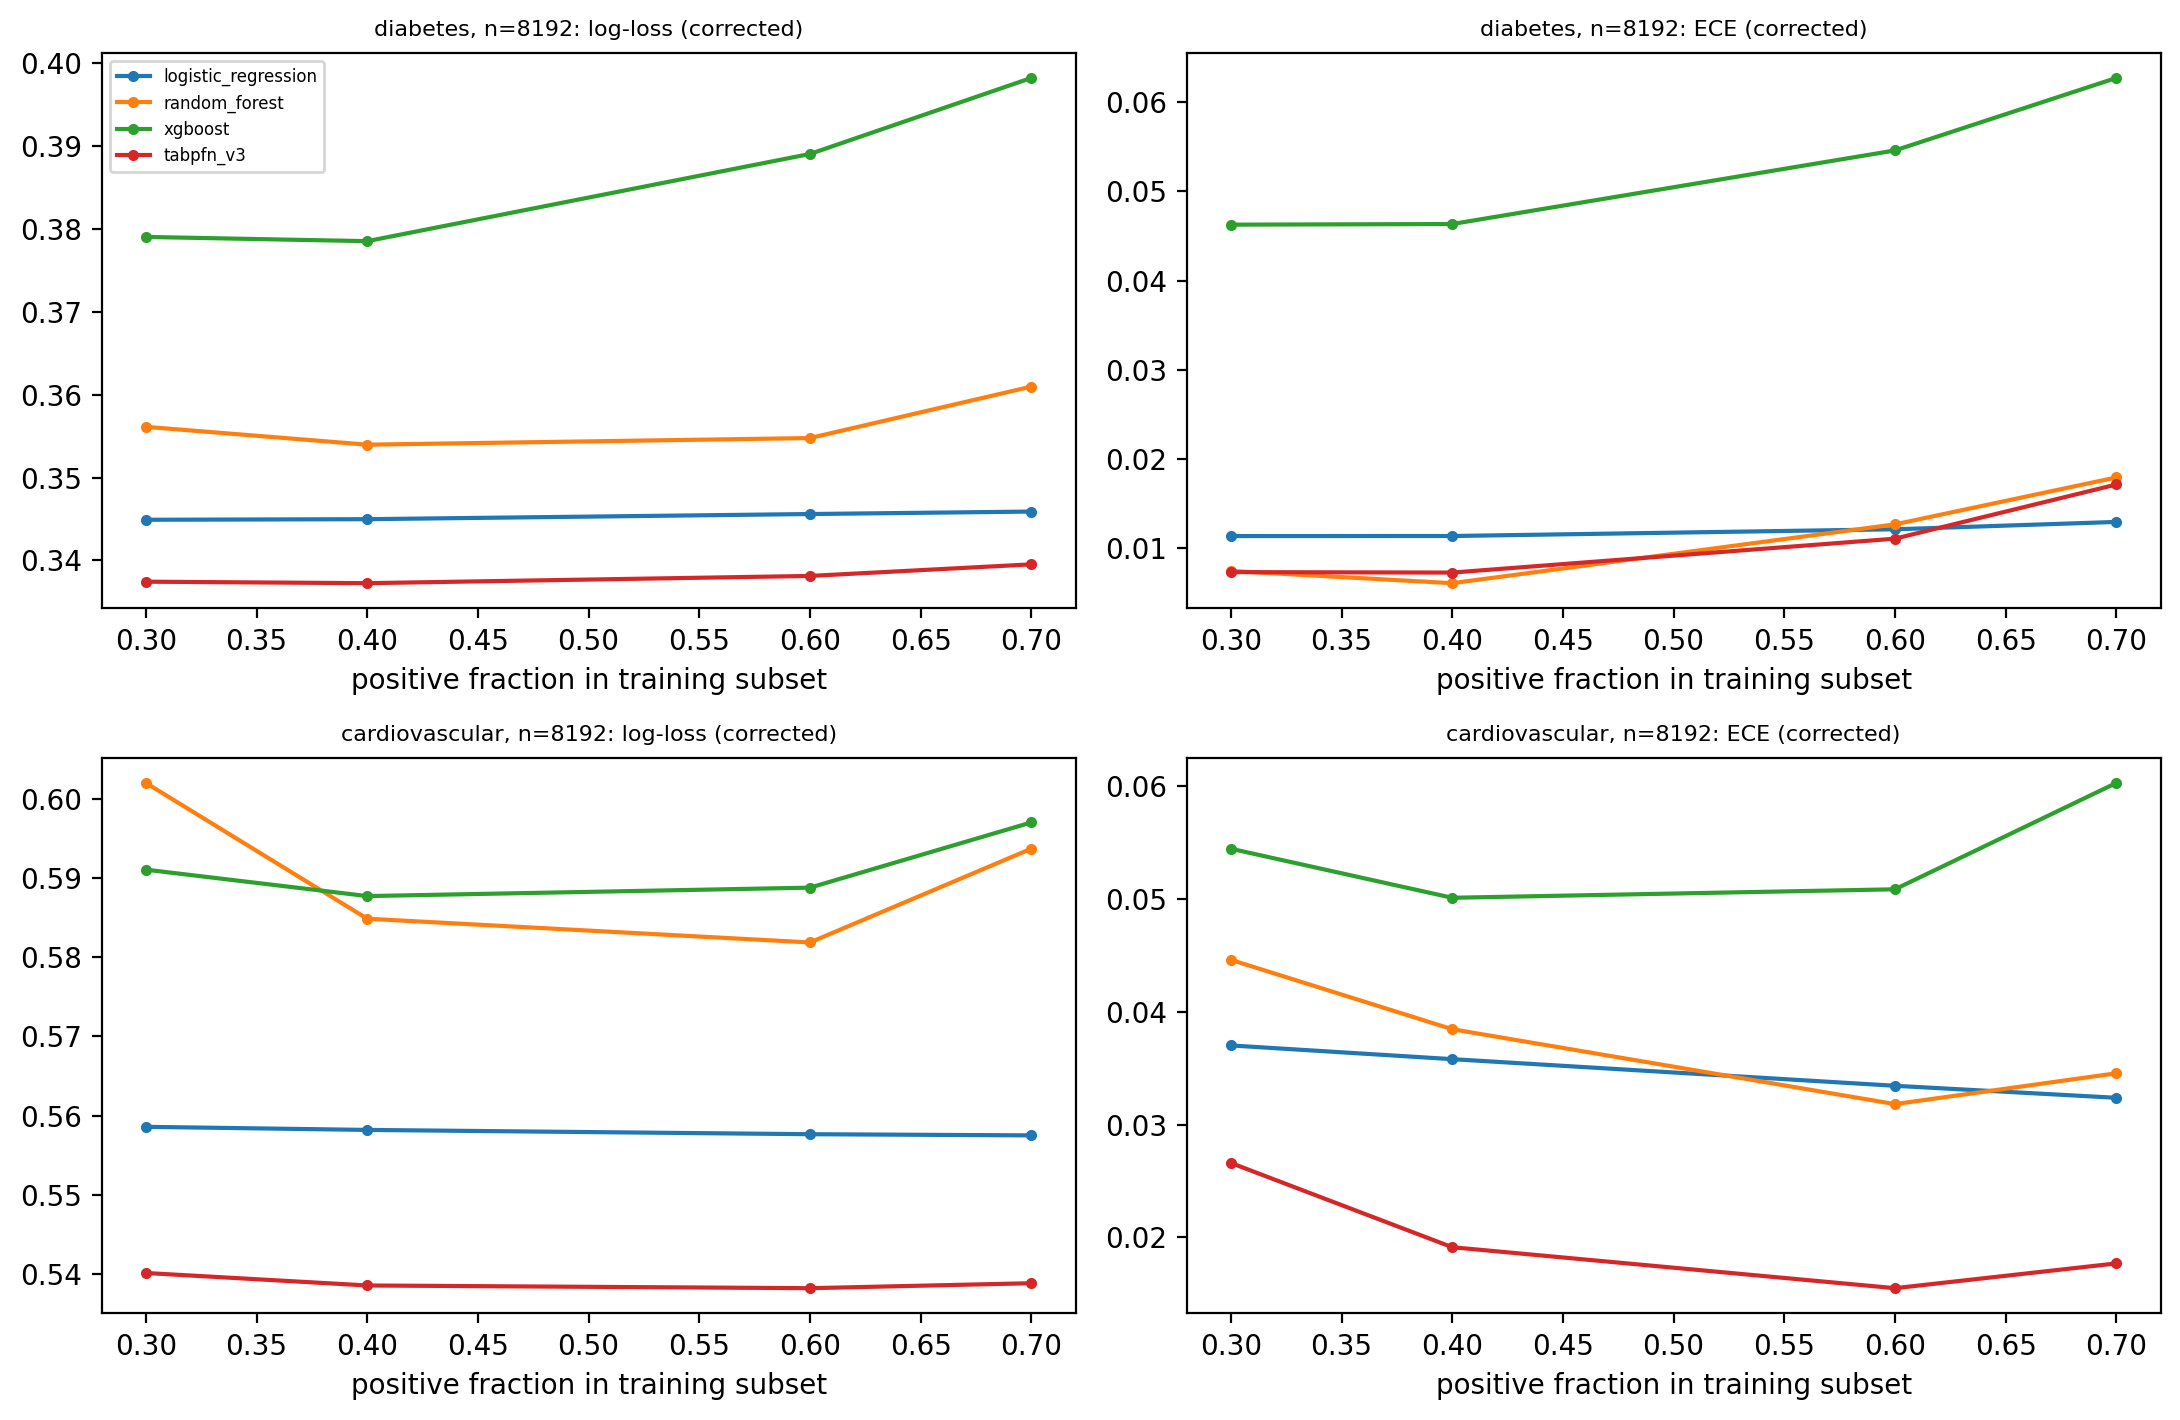 diabetes, n=8192: log-loss (corrected)
0.40
0.39
0.38
0.37
0.36
0.35
0.34
logistic_regression
random_forest
xgboost
tabpfn_v3
0.30 0.35 0.40 0.45 0.50 0.55 0.60 0.65 0.70
positive fraction in training subset
diabetes, n=8192: ECE (corrected)
0.06
0.05
0.04
0.03
0.02
0.01
0.30 0.35 0.40 0.45 0.50 0.55 0.60 0.65 0.70
positive fraction in training subset
cardiovascular, n=8192: log-loss (corrected)
0.60
0.59
0.58
0.57
0.56
0.55
0.54
0.30 0.35 0.40 0.45 0.50 0.55 0.60 0.65 0.70
positive fraction in training subset
cardiovascular, n=8192: ECE (corrected)
0.06
0.05
0.04
0.03
0.02
0.30 0.35 0.40 0.45 0.50 0.55 0.60 0.65 0.70
positive fraction in training subset